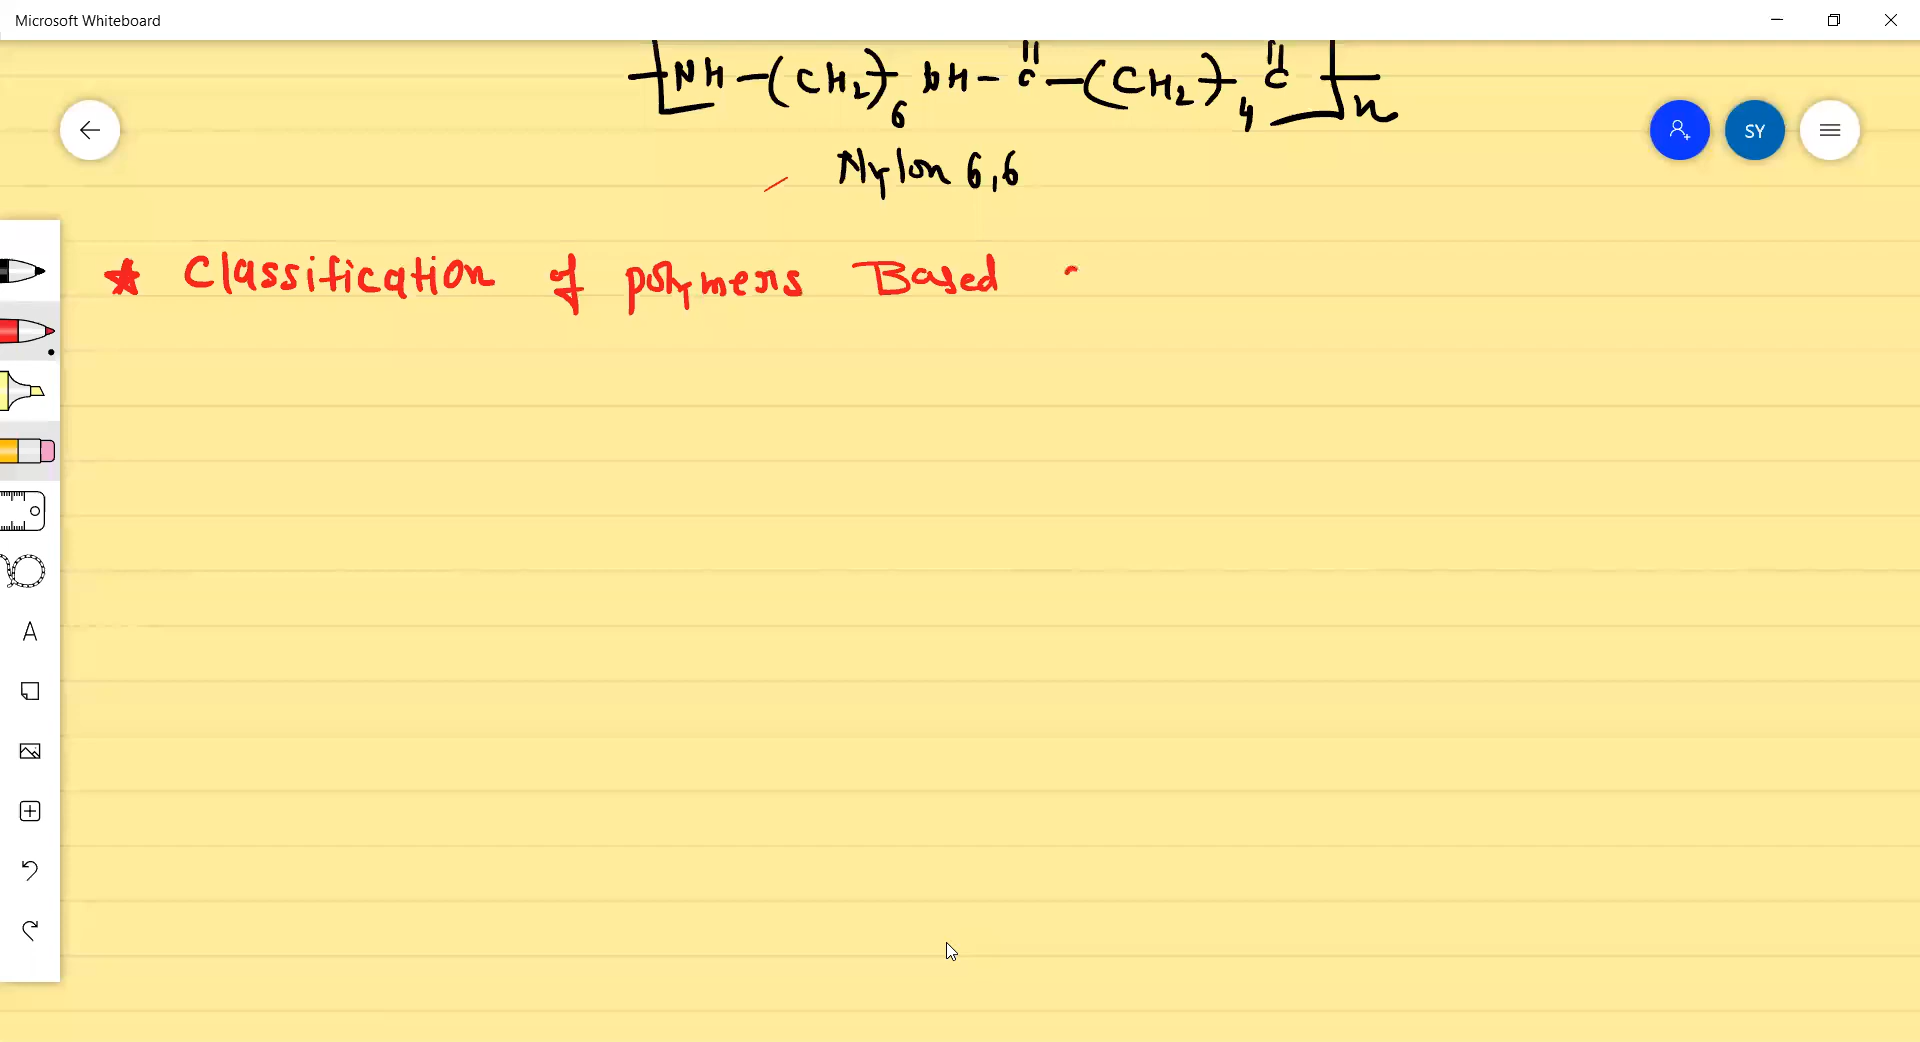 Microsoft Whiteboard
SY
[NH-(CH2)6 NH-C-(CH2)4 C]n
Nylon 6,6
★ Classification of polymers Based
A